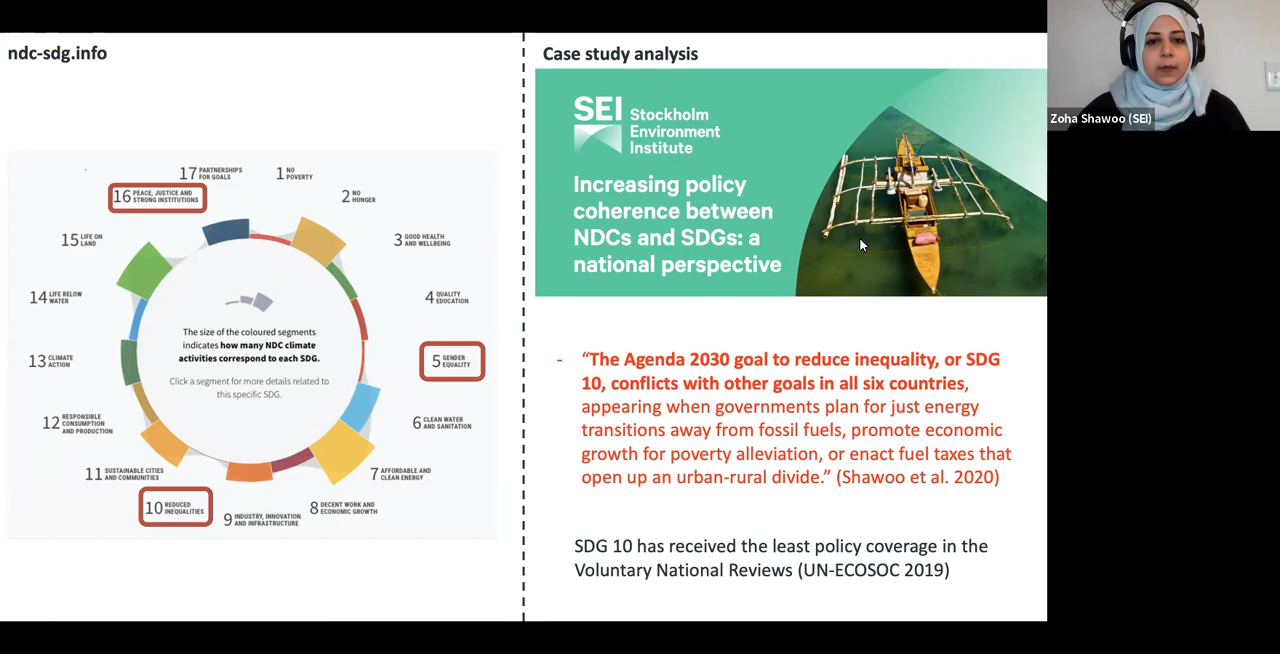 ndc-sdg.info
17 PARTNERSHIPS
FOR GOALS
1 NO
POVERTY
16 PEACE, JUSTICE AND
STRONG INSTITUTIONS
2 NO
HUNGER
15 LIFE ON
LAND
3 GOOD HEALTH
AND WELLBEING
14 LIFE BELOW
WATER
4 QUALITY
EDUCATION
The size of the coloured segments
indicates how many NDC climate
activities correspond to each SDG.
Click a segment for more details related to
this specific SDG.
13 CLIMATE
ACTION
5 GENDER
EQUALITY
12 RESPONSIBLE
CONSUMPTION
AND PRODUCTION
6 CLEAN WATER
AND SANITATION
11 SUSTAINABLE CITIES
AND COMMUNITIES
7 AFFORDABLE AND
CLEAN ENERGY
10 REDUCED
INEQUALITIES
9 INDUSTRY, INNOVATION
AND INFRASTRUCTURE
8 DECENT WORK AND
ECONOMIC GROWTH
Case study analysis
SEI Stockholm
Environment
Institute
Increasing policy
coherence between
NDCs and SDGs: a
national perspective
- “The Agenda 2030 goal to reduce inequality, or SDG
10, conflicts with other goals in all six countries,
appearing when governments plan for just energy
transitions away from fossil fuels, promote economic
growth for poverty alleviation, or enact fuel taxes that
open up an urban-rural divide.” (Shawoo et al. 2020)
SDG 10 has received the least policy coverage in the
Voluntary National Reviews (UN-ECOSOC 2019)
Zoha Shawoo (SEI)